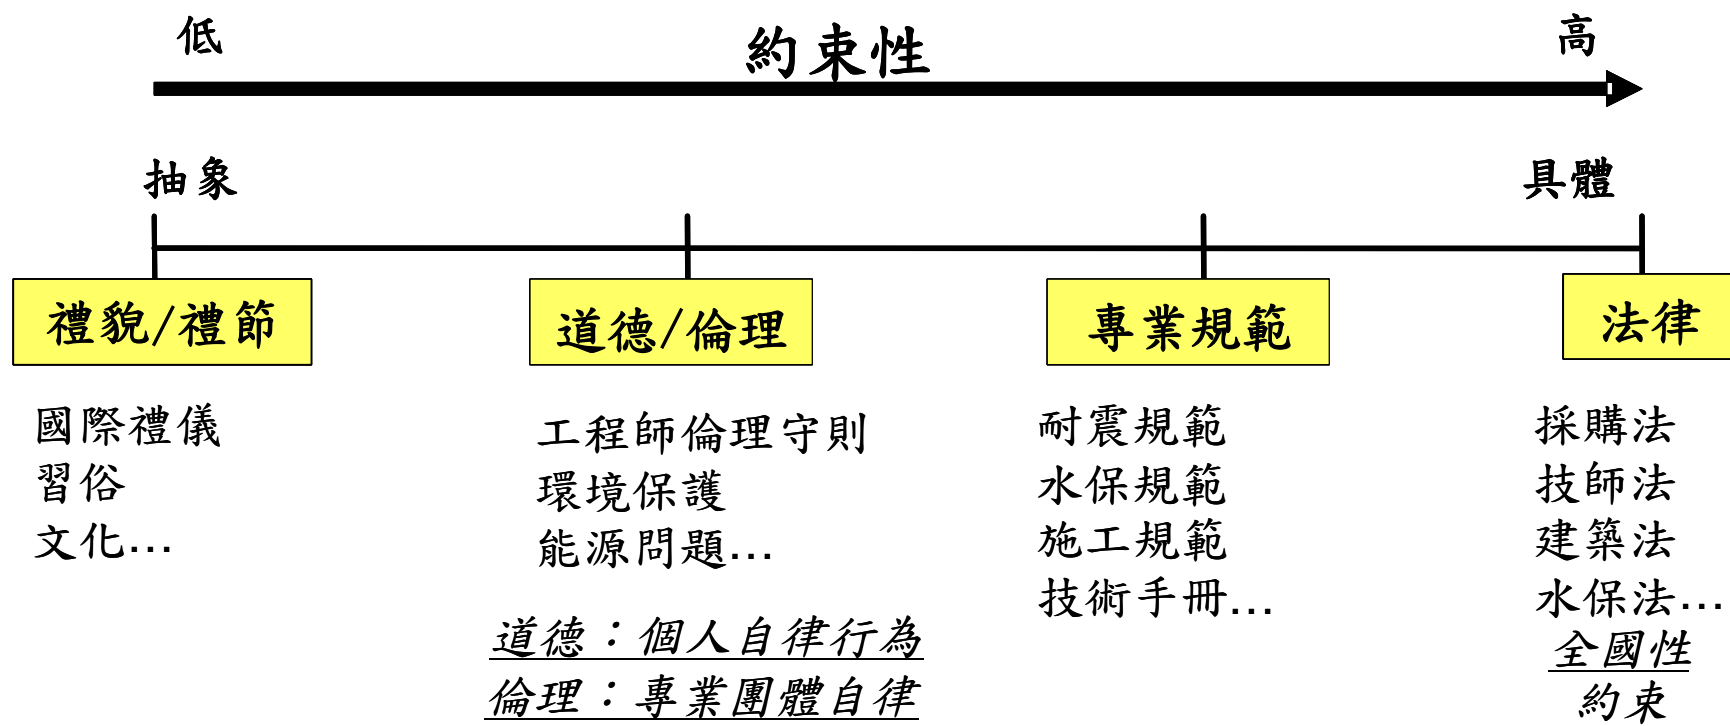 低
約束性
高
抽象
具體
禮貌/禮節
道德/倫理
專業規範
法律
國際禮儀
習俗
文化...
工程師倫理守則
環境保護
能源問題...
道德：個人自律行為
倫理：專業團體自律
耐震規範
水保規範
施工規範
技術手冊...
採購法
技師法
建築法
水保法...
全國性
約束